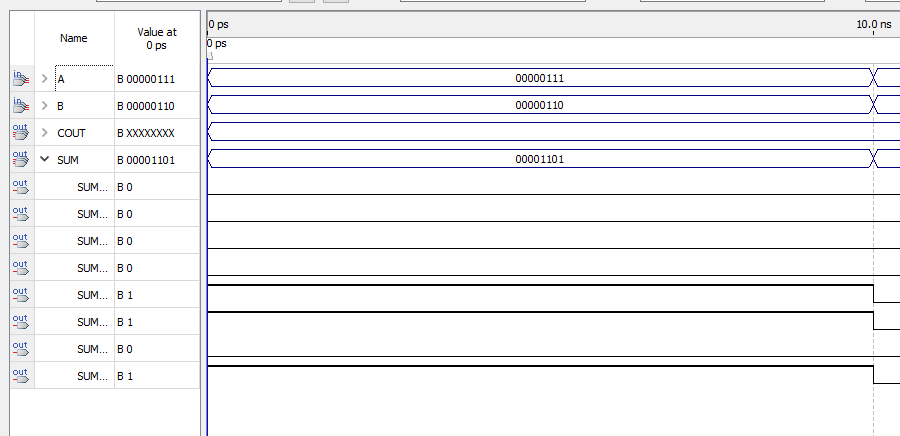 Name
Value at
0 ps
0 ps
10.0 ns
0 ps
in A B 00000111 00000111
in B B 00000110 00000110
out COUT B XXXXXXXX
out SUM B 00001101 00001101
out SUM... B 0
out SUM... B 0
out SUM... B 0
out SUM... B 0
out SUM... B 1
out SUM... B 1
out SUM... B 0
out SUM... B 1